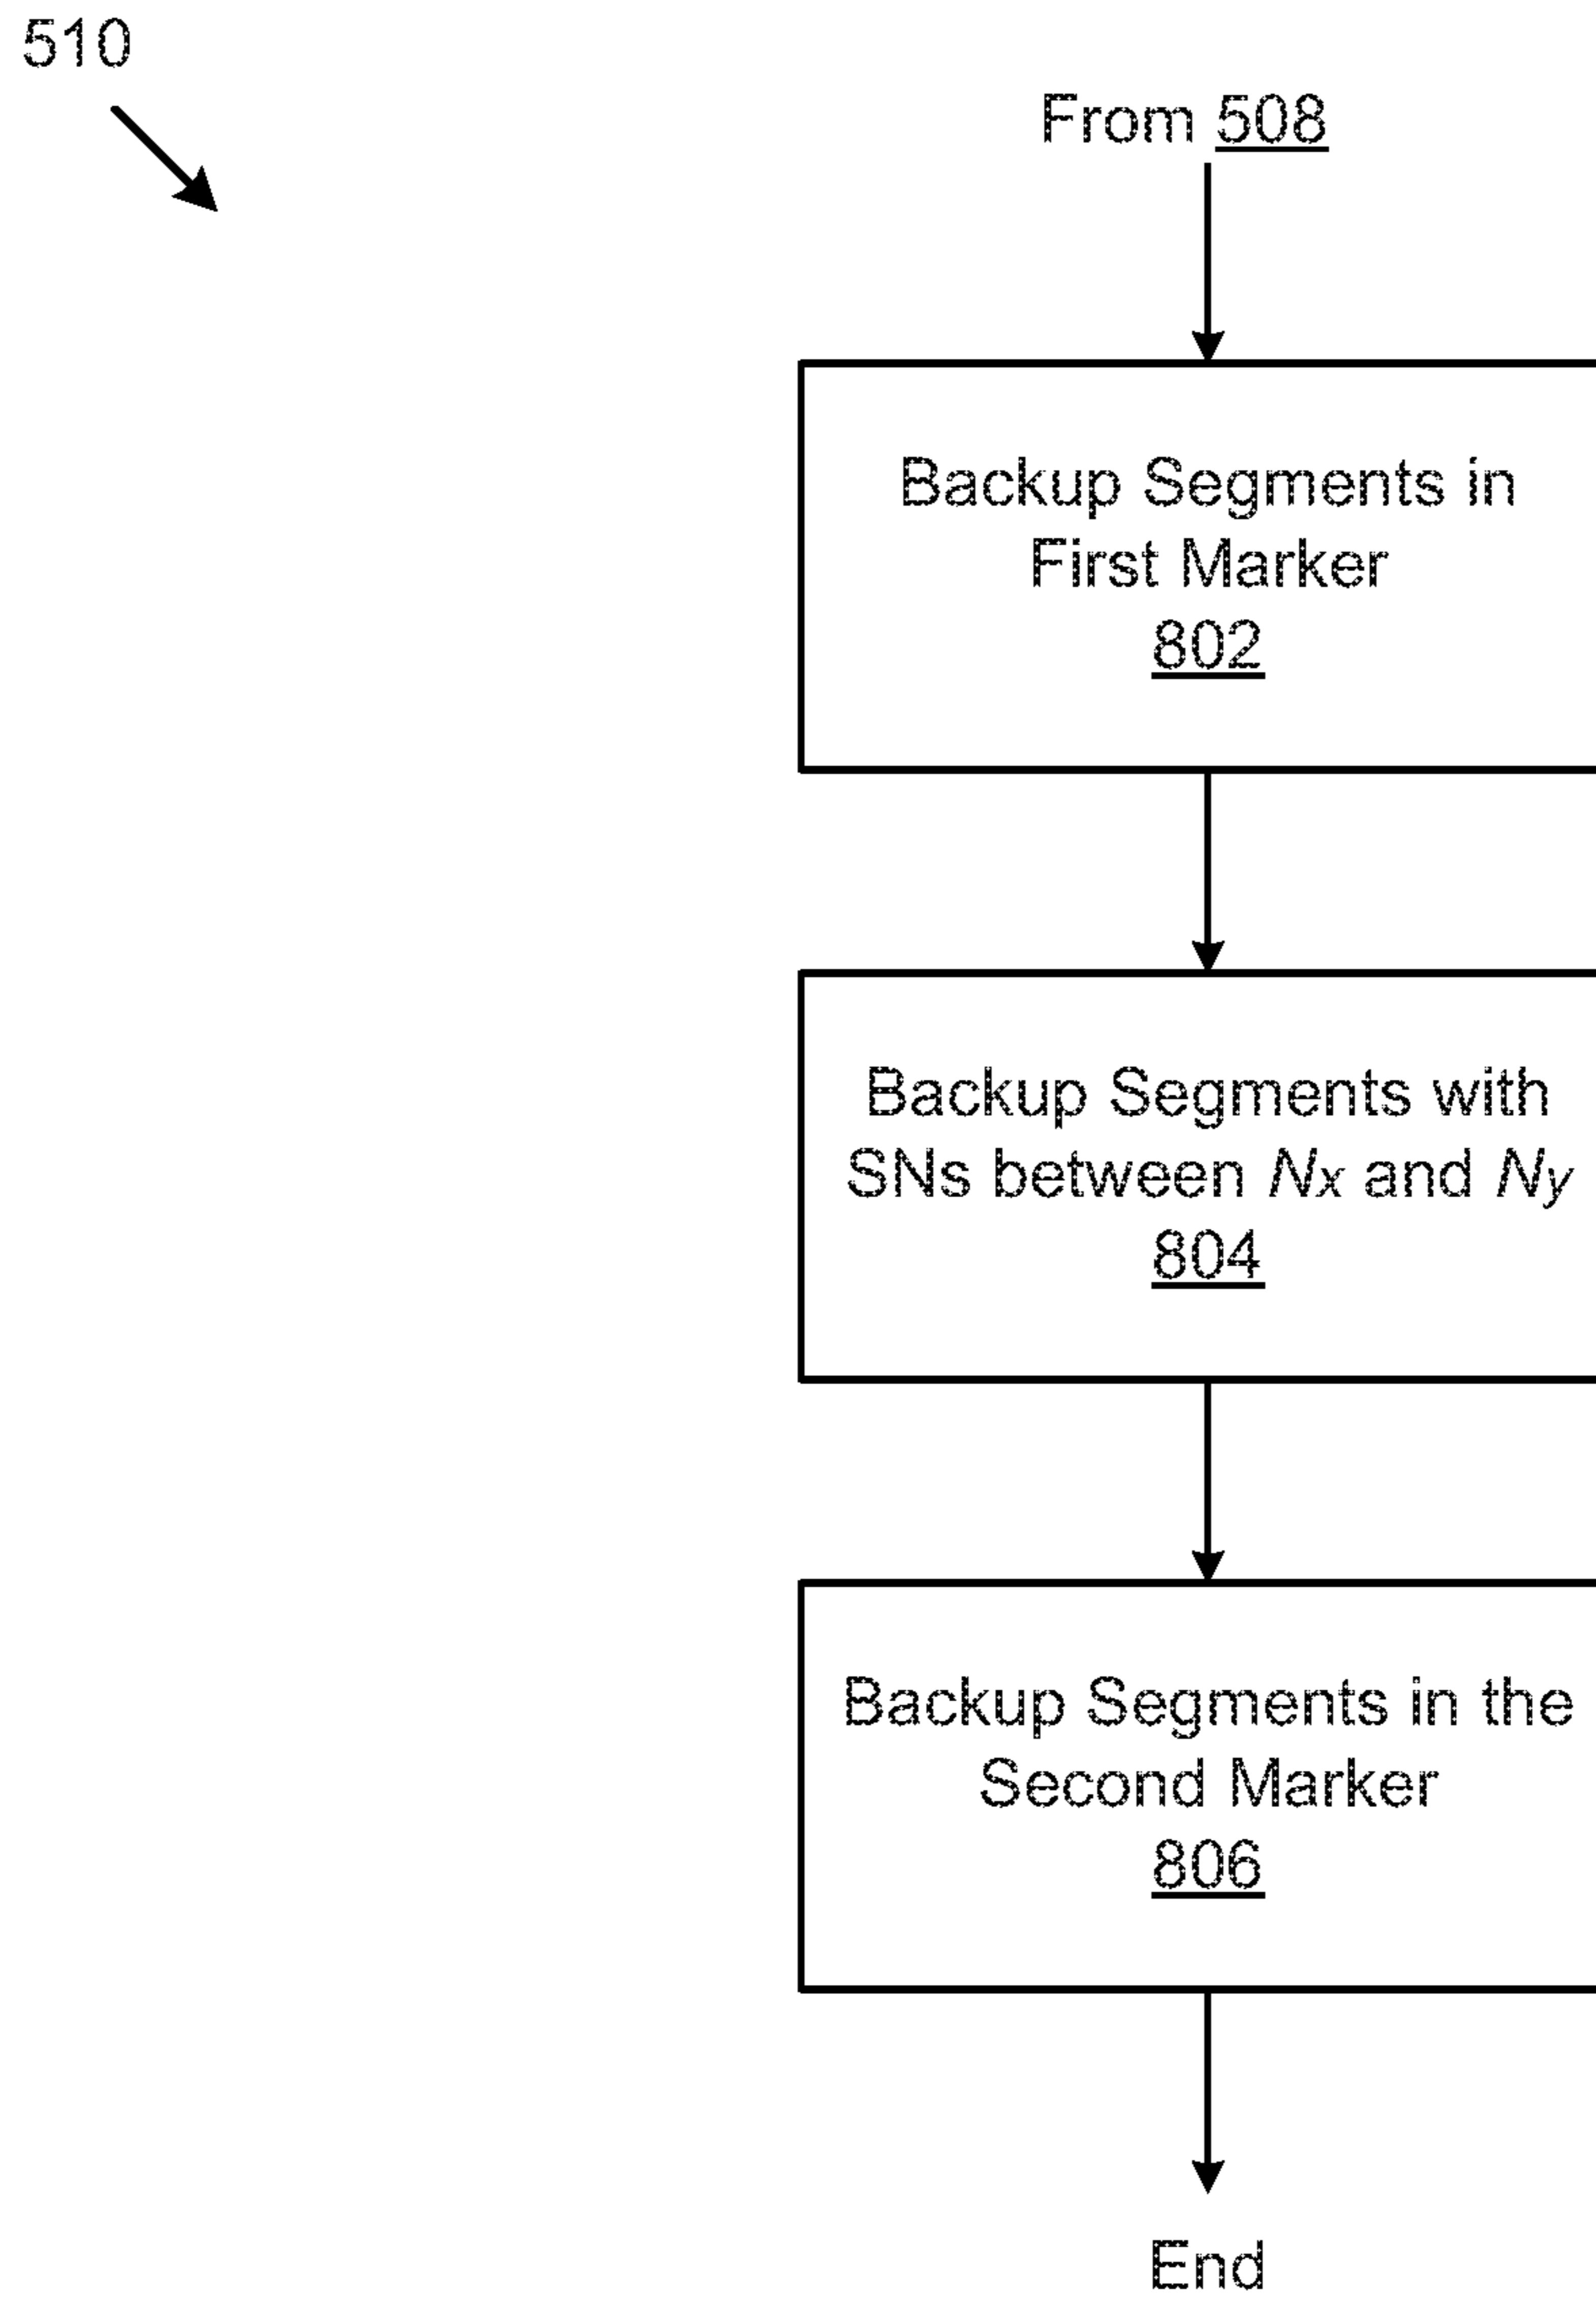 510
From 508
Backup Segments in
First Marker
802
Backup Segments with
SNs between Nx and Ny
804
Backup Segments in the
Second Marker
806
End